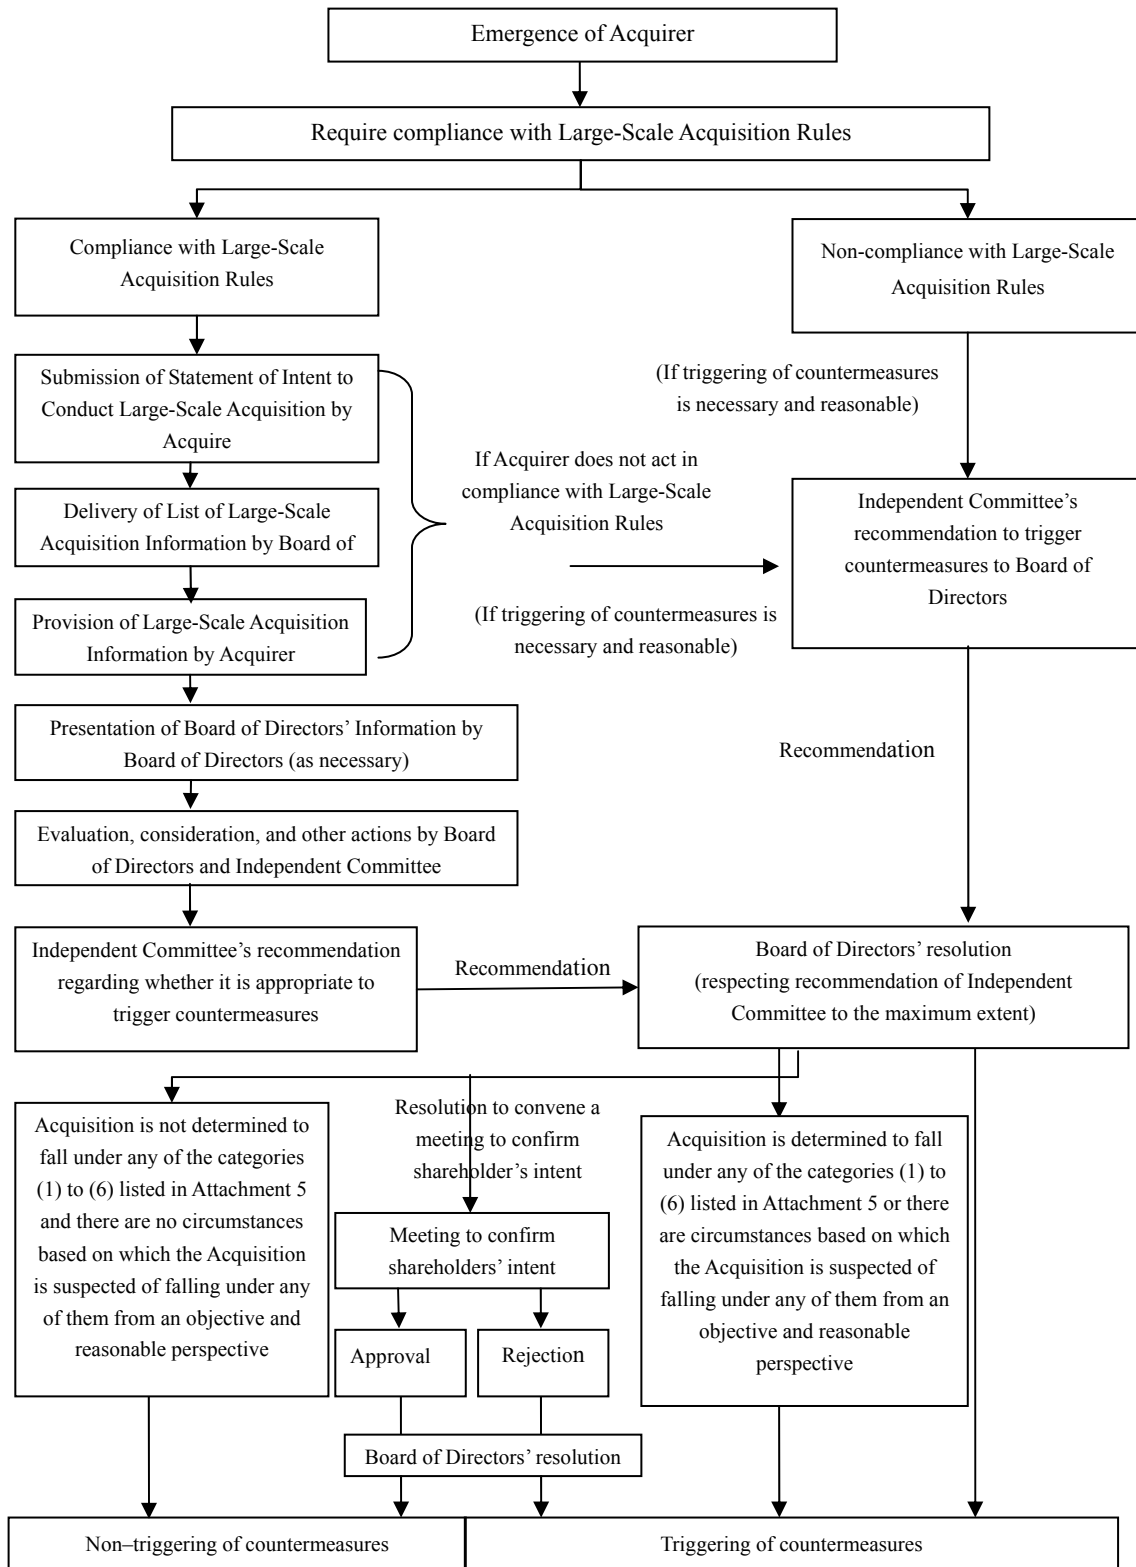 Emergence of Acquirer
Require compliance with Large-Scale Acquisition Rules
Compliance with Large-Scale
Acquisition Rules
Non-compliance with Large-Scale
Acquisition Rules
Submission of Statement of Intent to
Conduct Large-Scale Acquisition by
Acquire
(If triggering of countermeasures
is necessary and reasonable)
If Acquirer does not act in
compliance with Large-Scale
Acquisition Rules
Delivery of List of Large-Scale
Acquisition Information by Board of
Independent Committee’s
recommendation to trigger
countermeasures to Board of
Directors
Provision of Large-Scale Acquisition
Information by Acquirer
(If triggering of countermeasures is
necessary and reasonable)
Presentation of Board of Directors’ Information by
Board of Directors (as necessary)
Recommendation
Evaluation, consideration, and other actions by Board
of Directors and Independent Committee
Independent Committee’s recommendation
regarding whether it is appropriate to
trigger countermeasures
Recommendation
Board of Directors’ resolution
(respecting recommendation of Independent
Committee to the maximum extent)
Acquisition is not determined to
fall under any of the categories
(1) to (6) listed in Attachment 5
and there are no circumstances
based on which the Acquisition
is suspected of falling under any
of them from an objective and
reasonable perspective
Resolution to convene a
meeting to confirm
shareholder’s intent
Meeting to confirm
shareholders’ intent
Approval
Rejection
Acquisition is determined to fall
under any of the categories (1) to
(6) listed in Attachment 5 or there
are circumstances based on which
the Acquisition is suspected of
falling under any of them from an
objective and reasonable
perspective
Board of Directors’ resolution
Non–triggering of countermeasures
Triggering of countermeasures